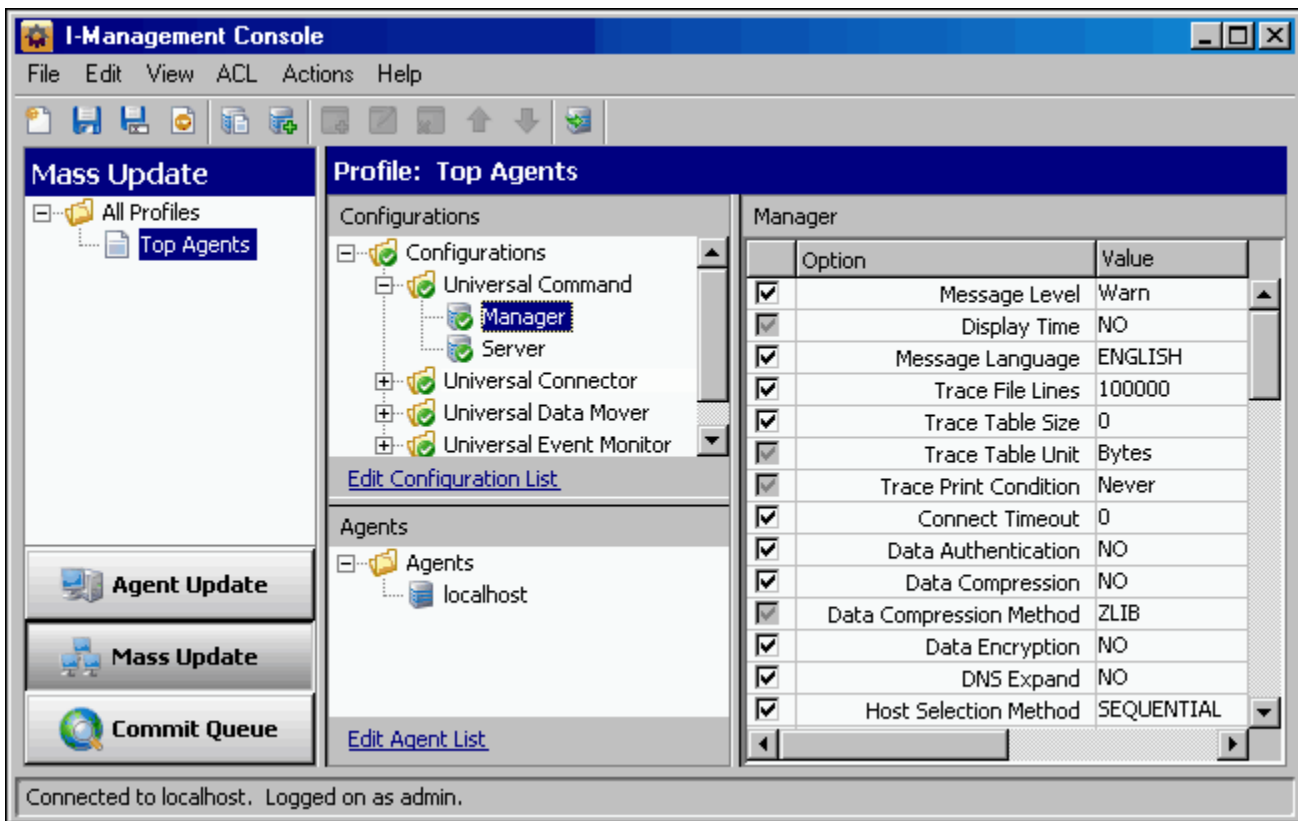 I-Management Console
File Edit View ACL Actions Help
Mass Update
All Profiles
Top Agents
Agent Update
Mass Update
Commit Queue
Profile: Top Agents
Configurations
Configurations
Universal Command
Manager
Server
Universal Connector
Universal Data Mover
Universal Event Monitor
Edit Configuration List
Agents
Agents
localhost
Edit Agent List
Manager
Option Value
Message Level Warn
Display Time NO
Message Language ENGLISH
Trace File Lines 100000
Trace Table Size 0
Trace Table Unit Bytes
Trace Print Condition Never
Connect Timeout 0
Data Authentication NO
Data Compression NO
Data Compression Method ZLIB
Data Encryption NO
DNS Expand NO
Host Selection Method SEQUENTIAL
Connected to localhost. Logged on as admin.